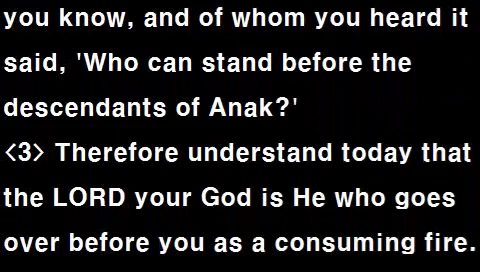 you know, and of whom you heard it
said, 'Who can stand before the
descendants of Anak?'
<3> Therefore understand today that
the LORD your God is He who goes
over before you as a consuming fire.